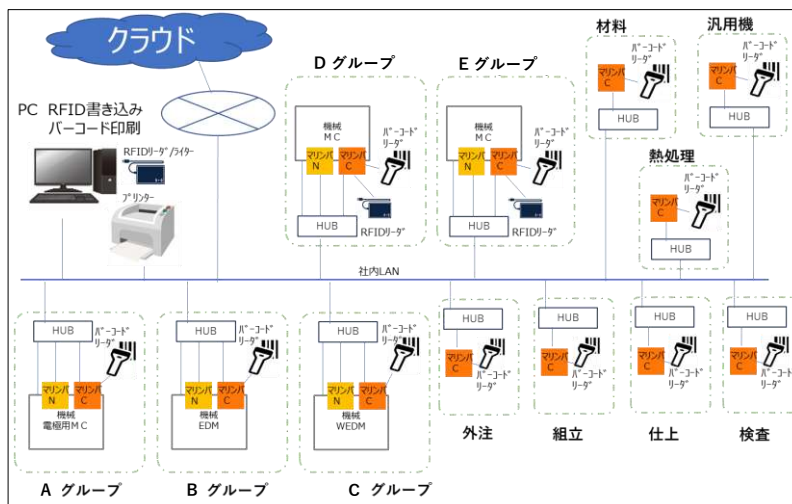 クラウド
PC RFID書き込み
バーコード印刷
RFIDリーダ/ライター
プリンター
D グループ
機械
MC
マリンバ
N
マリンバ
C
バーコード
リーダ
RFIDリーダ
HUB
E グループ
機械
MC
マリンバ
N
マリンバ
C
バーコード
リーダ
RFIDリーダ
HUB
材料
マリンバ
C
バーコード
リーダ
HUB
汎用機
マリンバ
C
バーコード
リーダ
HUB
熱処理
マリンバ
C
バーコード
リーダ
HUB
社内LAN
HUB
バーコード
リーダ
マリンバ
N
マリンバ
C
機械
電極用MC
A グループ
HUB
バーコード
リーダ
マリンバ
N
マリンバ
C
機械
EDM
B グループ
HUB
バーコード
リーダ
マリンバ
N
マリンバ
C
機械
WEDM
C グループ
HUB
マリンバ
C
バーコード
リーダ
外注
HUB
マリンバ
C
バーコード
リーダ
組立
HUB
マリンバ
C
バーコード
リーダ
仕上
HUB
マリンバ
C
バーコード
リーダ
検査